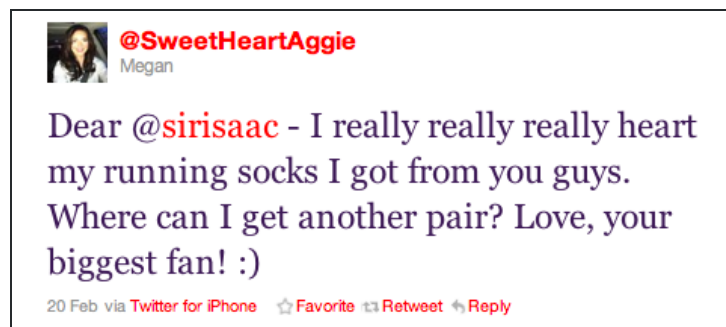 @SweetHeartAggie
Megan
Dear @sirisaac - I really really really heart
my running socks I got from you guys.
Where can I get another pair? Love, your
biggest fan! :)
20 Feb via Twitter for iPhone Favorite Retweet Reply